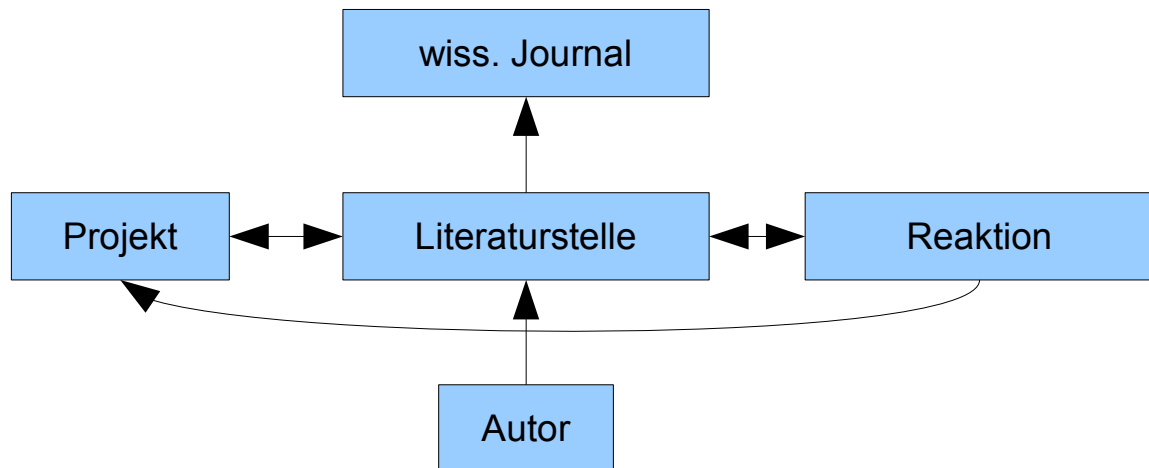 wiss. Journal
Projekt
Literaturstelle
Reaktion
Autor